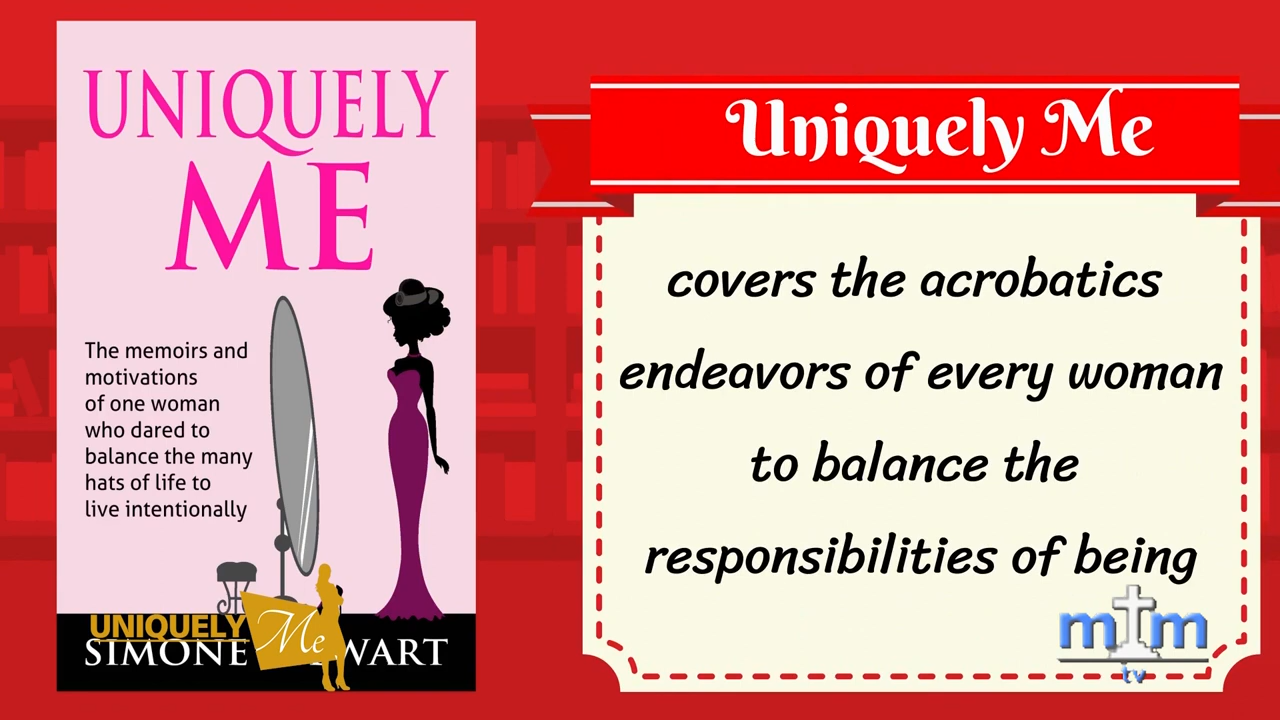 UNIQUELY
ME
The memoirs and
motivations
of one woman
who dared to
balance the many
hats of life to
live intentionally
UNIQUELY Me
SIMONE WART
Uniquely Me
covers the acrobatics
endeavors of every woman
to balance the
responsibilities of being
mtm
tv